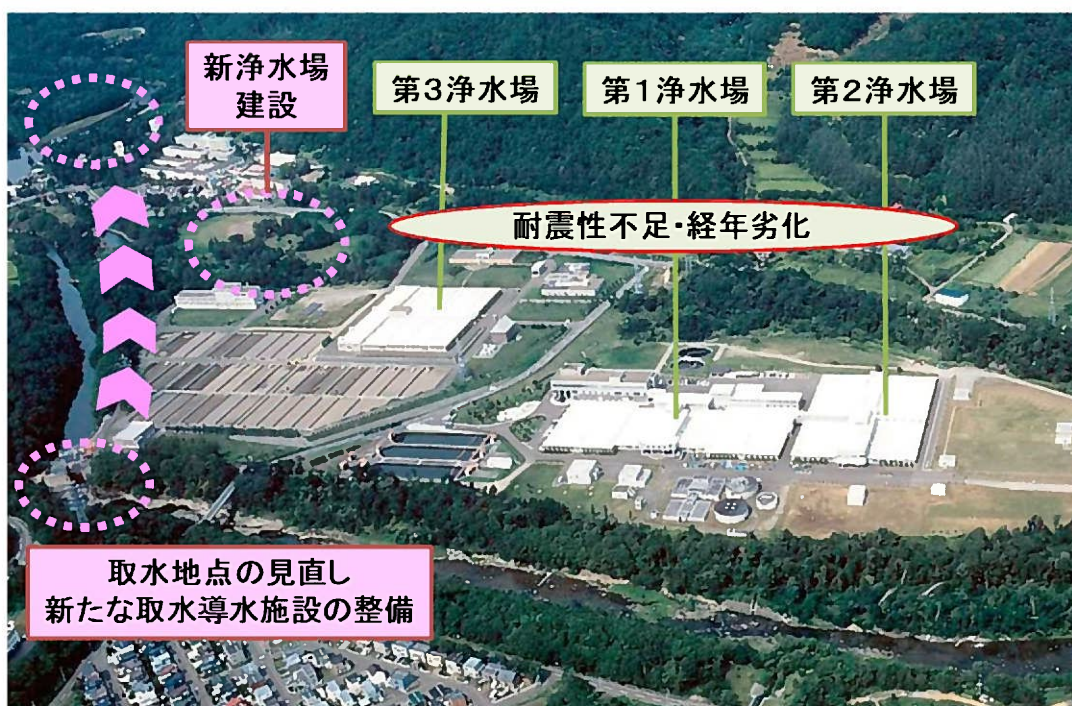 新浄水場
建設
第3浄水場
第1浄水場
第2浄水場
耐震性不足・経年劣化
取水地点の見直し
新たな取水導水施設の整備